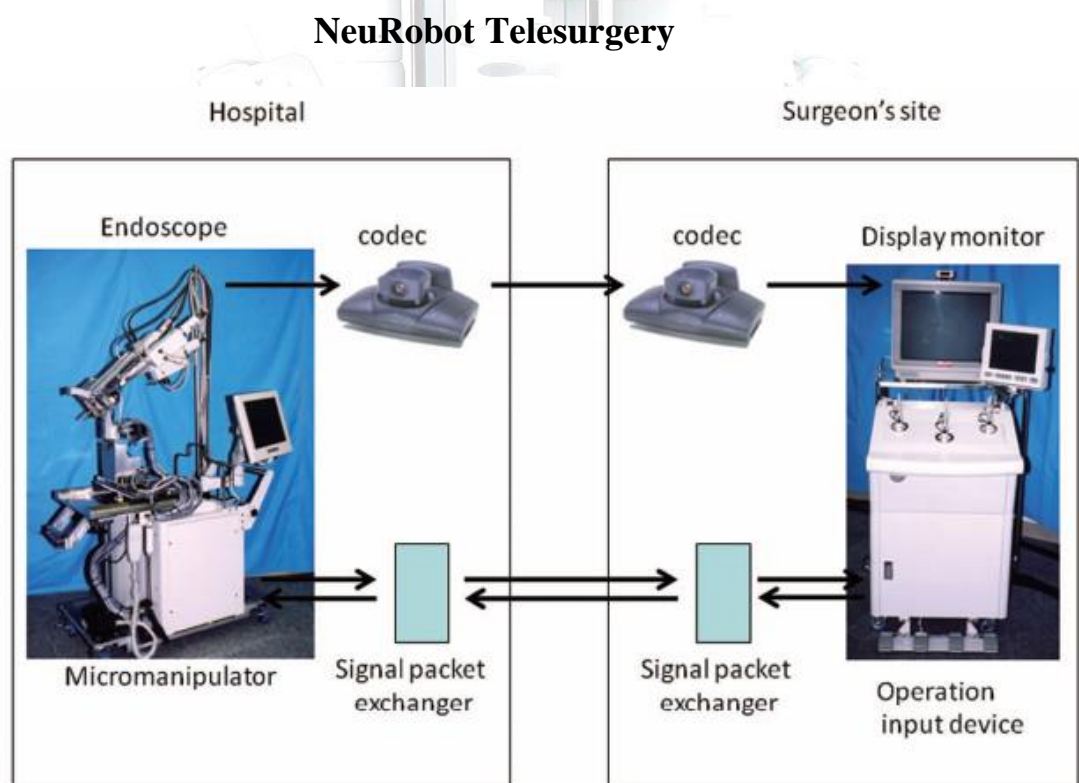 NeuRobot Telesurgery
Hospital
Surgeon's site
Endoscope
codec
codec
Display monitor
Micromanipulator
Signal packet
exchanger
Signal packet
exchanger
Operation
input device